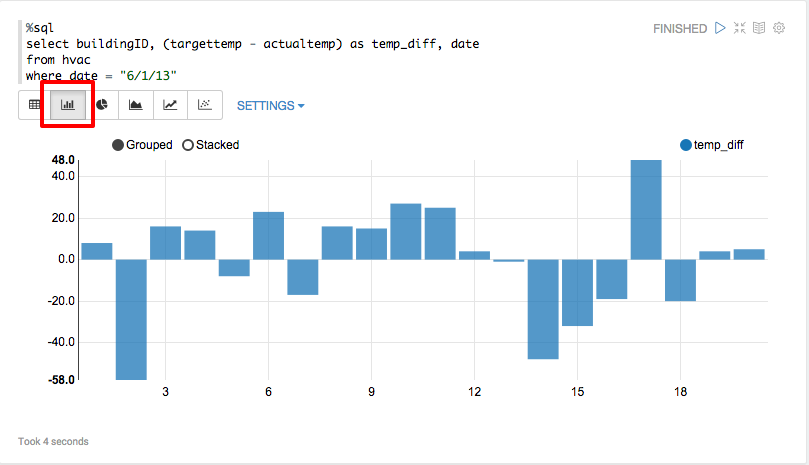 %sql
select buildingID, (targettemp - actualtemp) as temp_diff, date
from hvac
where date = "6/1/13"
FINISHED
SETTINGS
Grouped Stacked
temp_diff
48.0
40.0
20.0
0.0
-20.0
-40.0
-58.0
3 6 9 12 15 18
Took 4 seconds